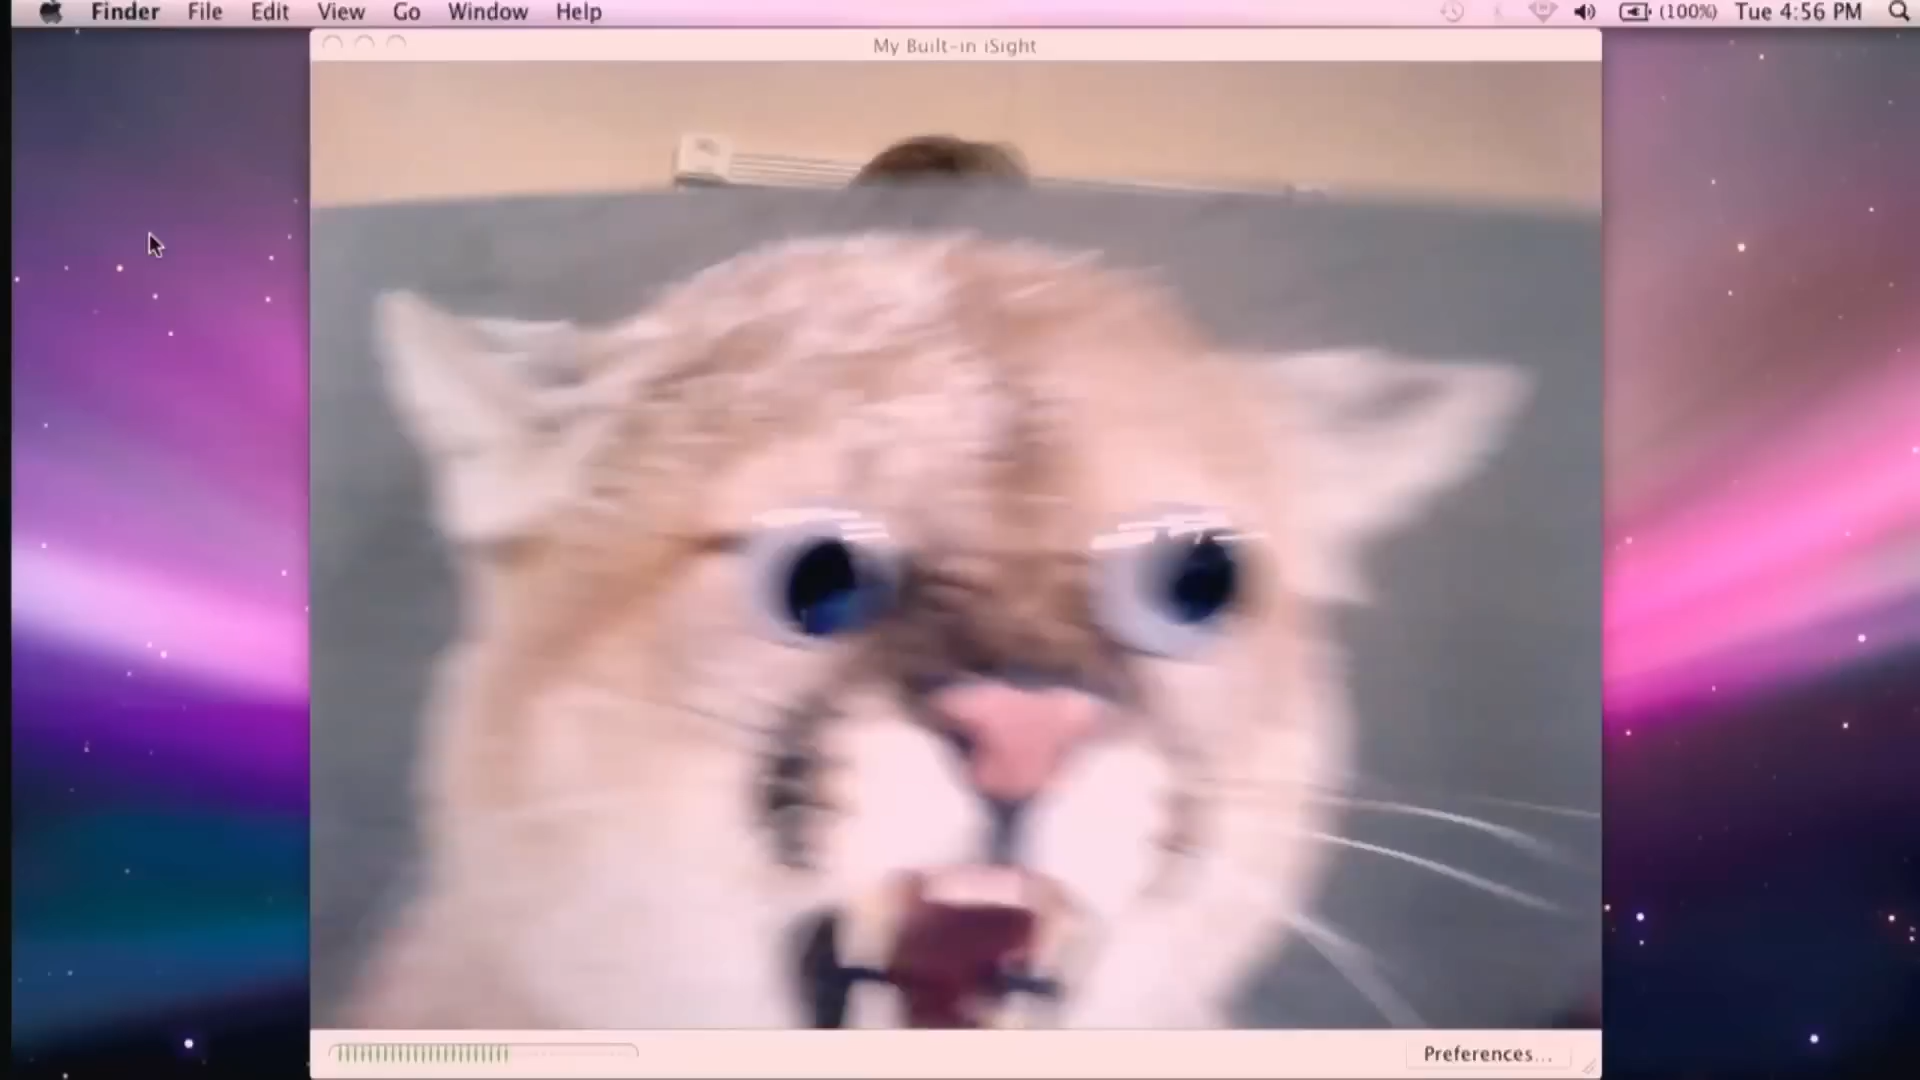 Finder File Edit View Go Window Help (100%) Tue 4:56 PM
My Built-in iSight
Preferences...